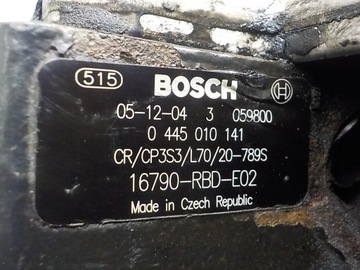 515 BOSCH
05-12-04 3 059800
0 445 010 141
CR/CP3S3/L70/20-789S
16790-RBD-E02
Made in Czech Republic